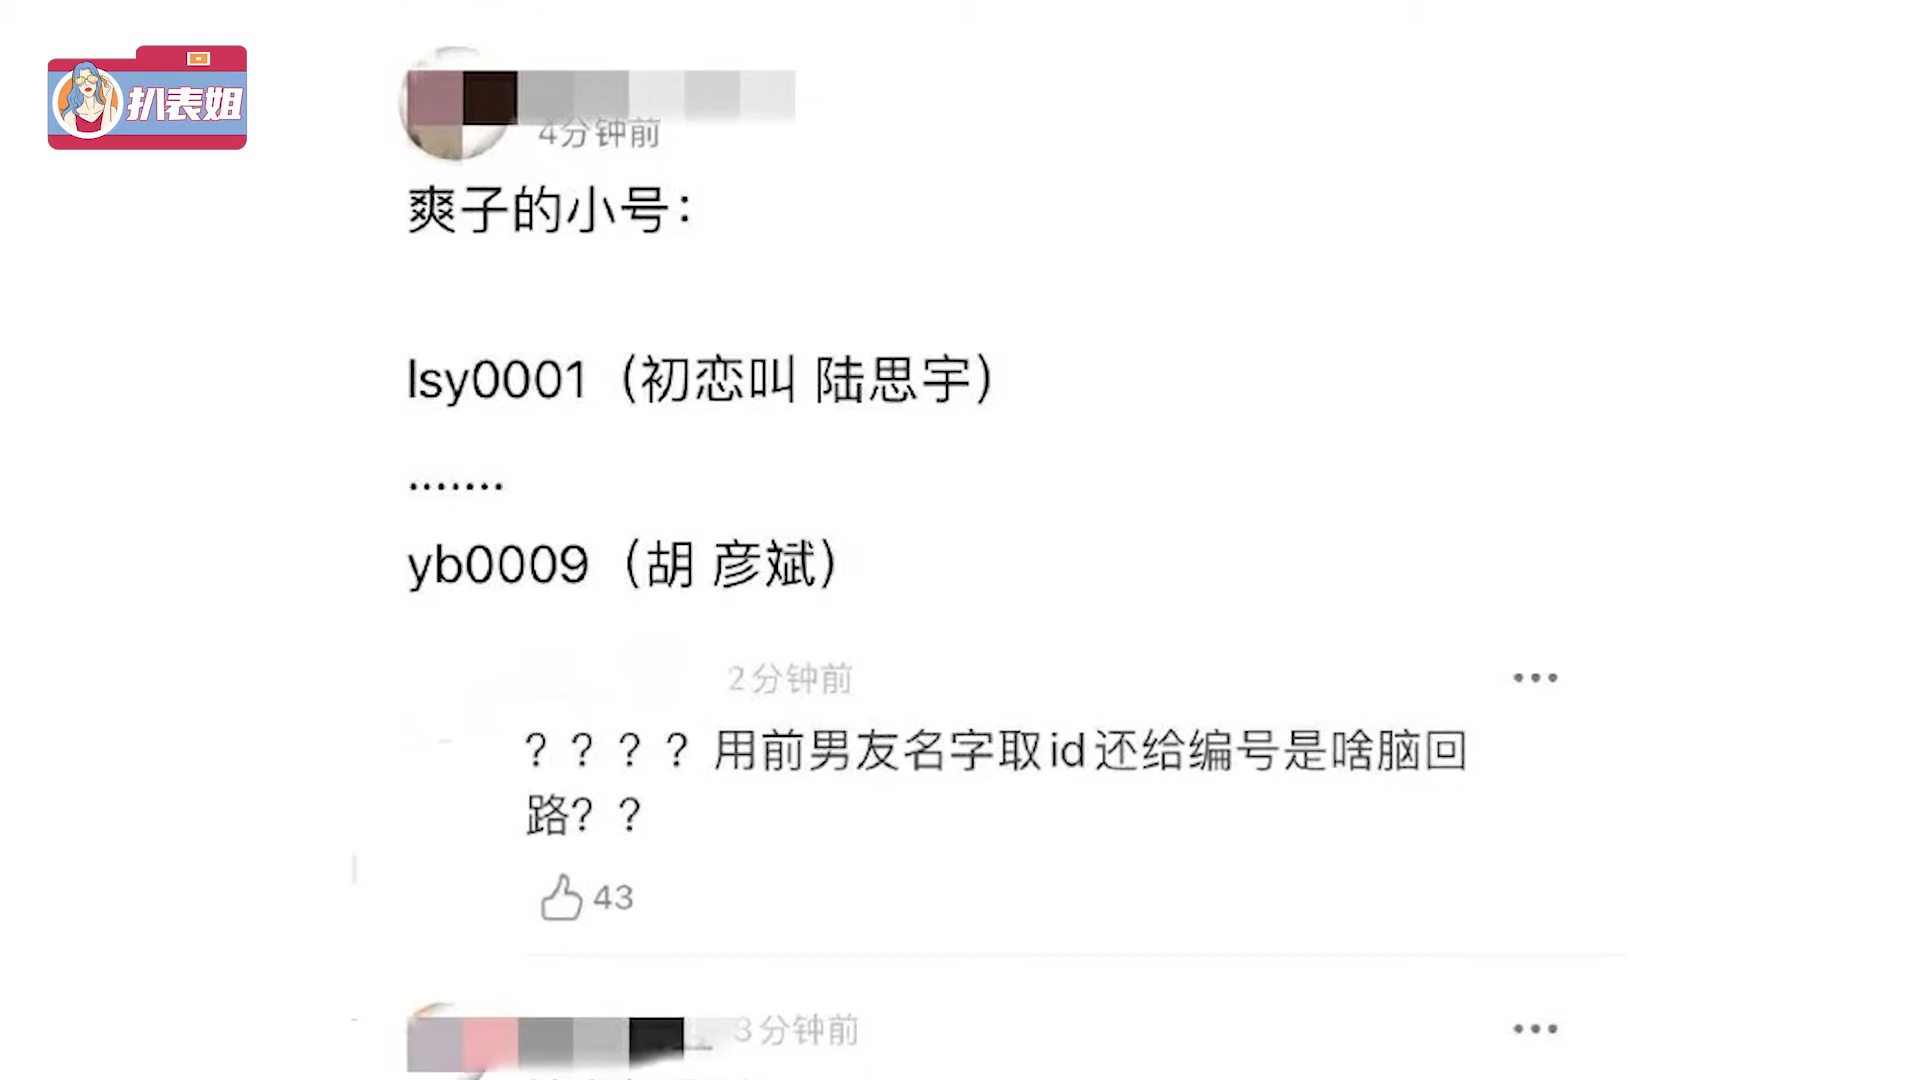 扒表姐
4分钟前
爽子的小号：
lsy0001（初恋叫 陆思宇）
.......
yb0009（胡 彦斌）
2分钟前
？？？？用前男友名字取id还给编号是啥脑回
路？？
43
3分钟前